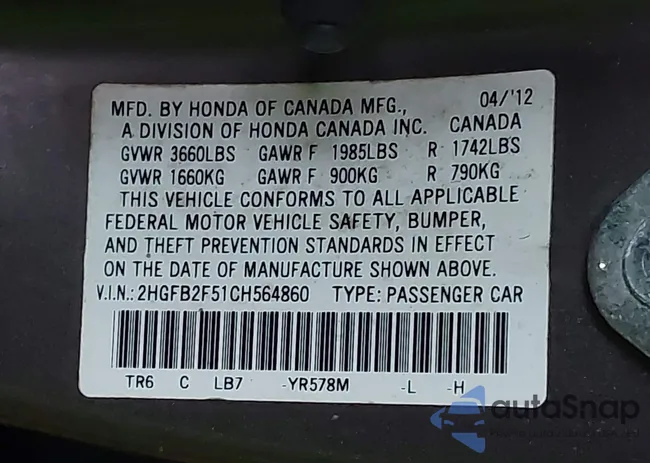 MFD. BY HONDA OF CANADA MFG., 04/'12
A DIVISION OF HONDA CANADA INC. CANADA
GVWR 3660LBS GAWR F 1985LBS R 1742LBS
GVWR 1660KG GAWR F 900KG R 790KG
THIS VEHICLE CONFORMS TO ALL APPLICABLE
FEDERAL MOTOR VEHICLE SAFETY, BUMPER,
AND THEFT PREVENTION STANDARDS IN EFFECT
ON THE DATE OF MANUFACTURE SHOWN ABOVE.
V.I.N.: 2HGFB2F51CH564860 TYPE: PASSENGER CAR
TR6 C LB7 -YR578M -L -H
autoSnap